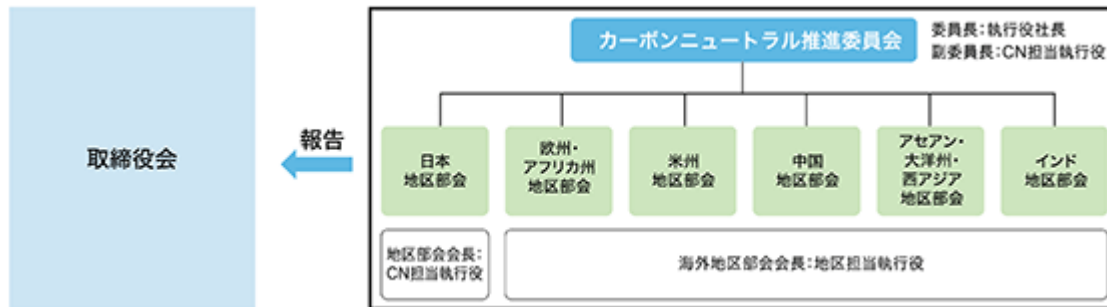 カーボンニュートラル推進委員会
委員長：執行役社長
副委員長：CN担当執行役
取締役会
報告
日本
地区部会
欧州・
アフリカ州
地区部会
米州
地区部会
中国
地区部会
アセアン・
大洋州・
西アジア
地区部会
インド
地区部会
地区部会会長：
CN担当執行役
海外地区部会会長：地区担当執行役